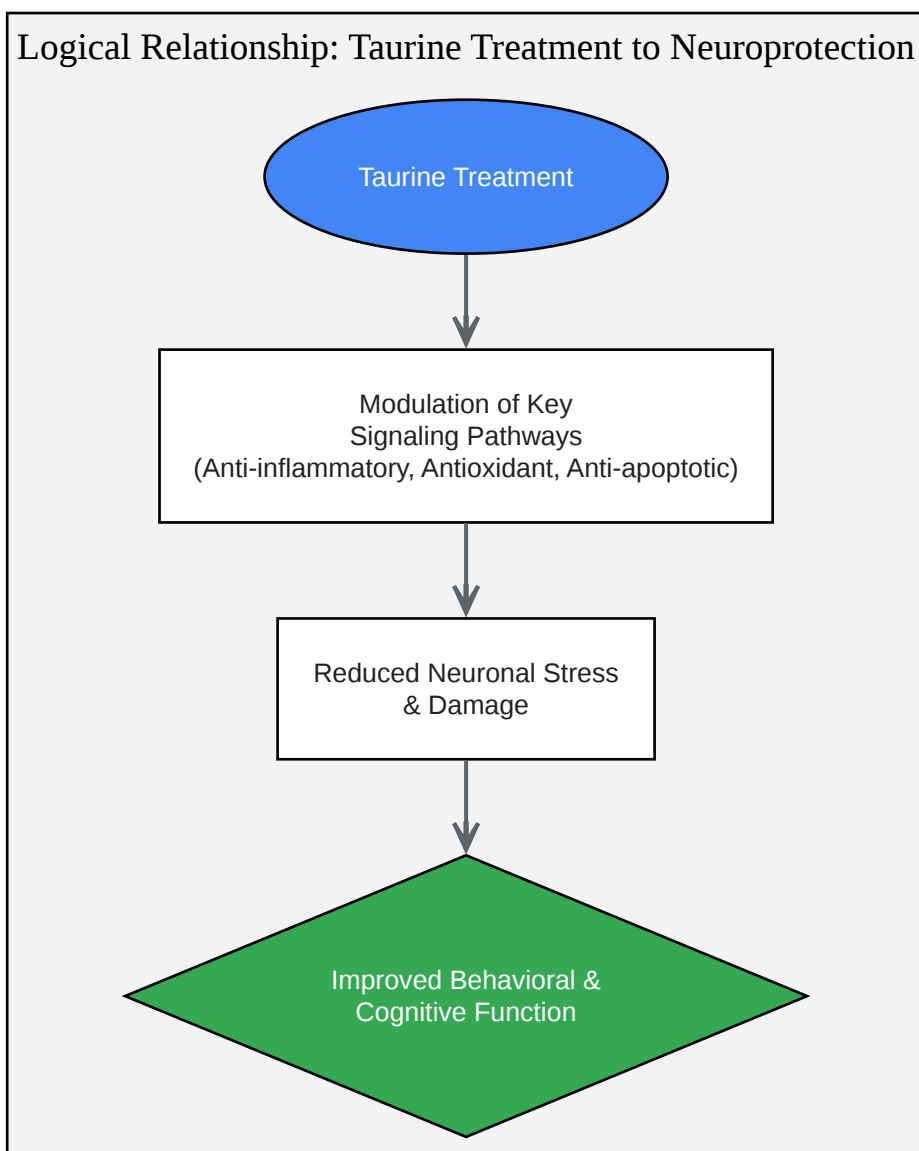 Logical Relationship: Taurine Treatment to Neuroprotection
Taurine Treatment
Modulation of Key
Signaling Pathways
(Anti-inflammatory, Antioxidant, Anti-apoptotic)
Reduced Neuronal Stress
& Damage
Improved Behavioral &
Cognitive Function